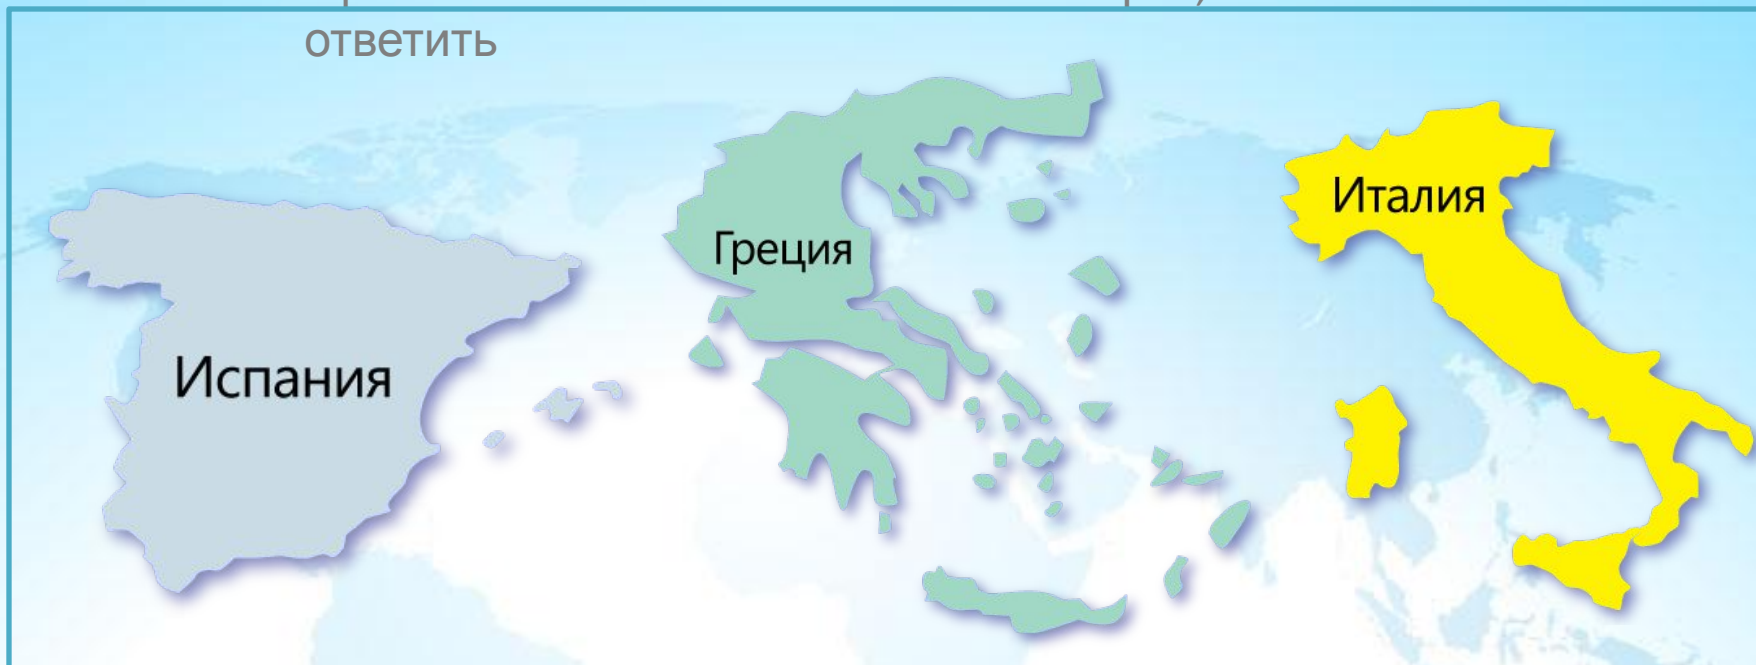 ответить
Испания
Греция
Италия